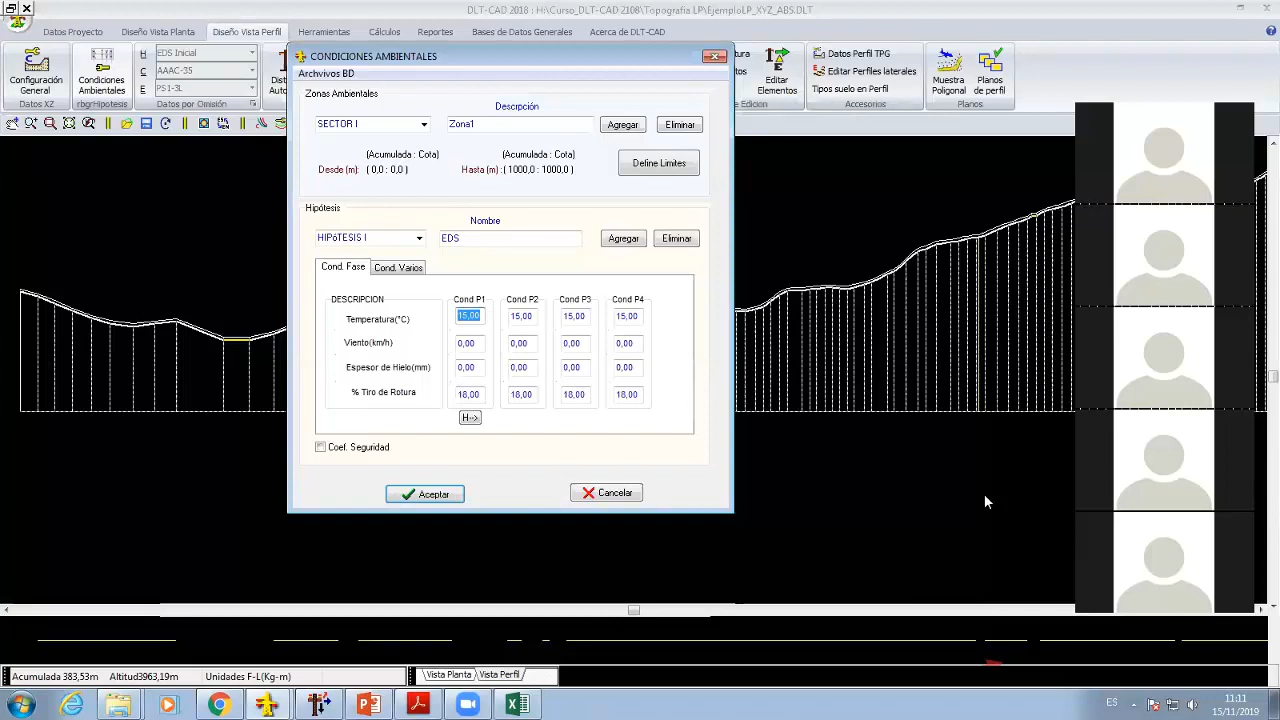 DLT-CAD 2018 : H:\Curso_DLT-CAD 2108\Topografia LP\EjemploLP_XYZ_ABS.DLT
Datos Proyecto Diseño Vista Planta Diseño Vista Perfil Herramientas Cálculos Reportes Bases de Datos Generales Acerca de DLT-CAD
Configuración General
Datos XZ
Condiciones Ambientales
rbgrHipotesis
EDS Inicial
AAAC-35
PS1-3L
Datos por Omisión
Editar Elementos
Datos Perfil TPG
Editar Perfiles laterales
Tipos suelo en Perfil
Accesorios
Muestra Poligonal
Planos de perfil
Planos
CONDICIONES AMBIENTALES
Archvivos BD
Zonas Ambientales
Descrpción
SECTOR I Zona1 Agregar Eliminar
(Acumulada : Cota) (Acumulada : Cota)
Desde (m): ( 0,0 : 0,0 ) Hasta (m) :( 1000,0 : 1000,0 ) Define Limites
Hipótesis
Nombre
HIPóTESIS I EDS Agregar Eliminar
Cond. Fase Cond. Varios
DESCRIPCION Cond P1 Cond P2 Cond P3 Cond P4
Temperatura(°C) 15,00 15,00 15,00 15,00
Viento(km/h) 0,00 0,00 0,00 0,00
Espesor de Hielo(mm) 0,00 0,00 0,00 0,00
% Tiro de Rotura 18,00 18,00 18,00 18,00
H-->
Coef. Seguridad
Aceptar Cancelar
Acumulada 383,53m Altitud3963,19m Unidades F-L(Kg-m) Vista Planta Vista Perfil
ES 11:11
15/11/2019